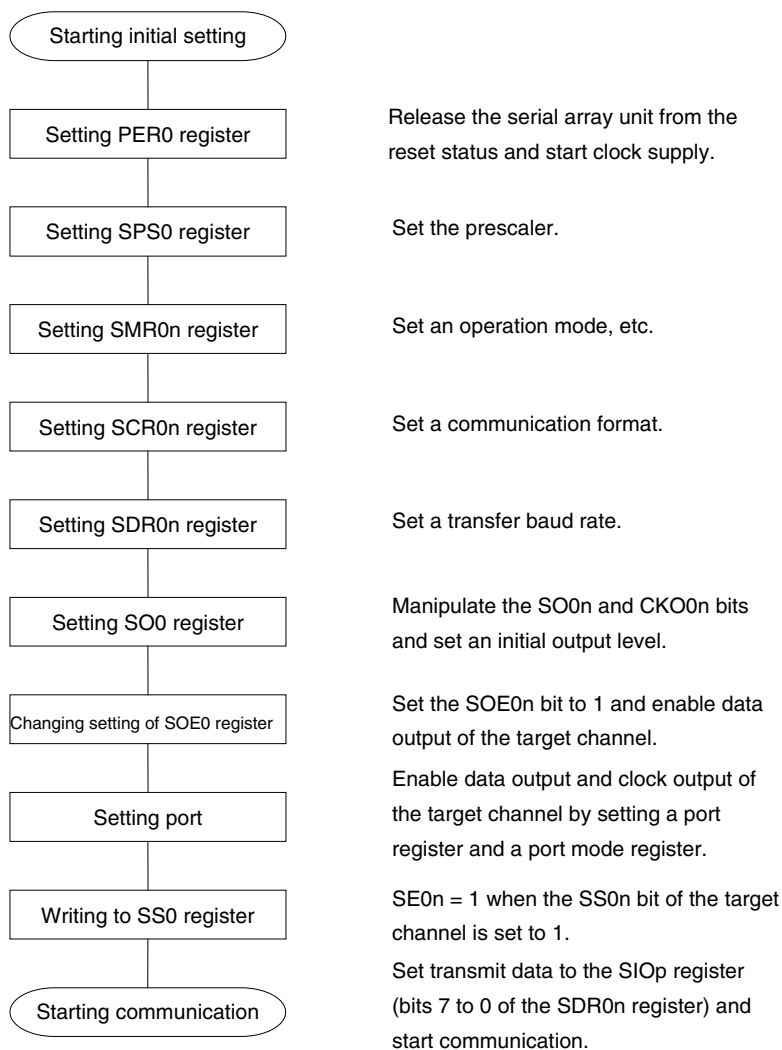 Starting initial setting
Setting PER0 register
Release the serial array unit from the
reset status and start clock supply.
Setting SPS0 register
Set the prescaler.
Setting SMR0n register
Set an operation mode, etc.
Setting SCR0n register
Set a communication format.
Setting SDR0n register
Set a transfer baud rate.
Setting SO0 register
Manipulate the SO0n and CKO0n bits
and set an initial output level.
Changing setting of SOE0 register
Set the SOE0n bit to 1 and enable data
output of the target channel.
Setting port
Enable data output and clock output of
the target channel by setting a port
register and a port mode register.
Writing to SS0 register
SE0n = 1 when the SS0n bit of the target
channel is set to 1.
Starting communication
Set transmit data to the SIOp register
(bits 7 to 0 of the SDR0n register) and
start communication.